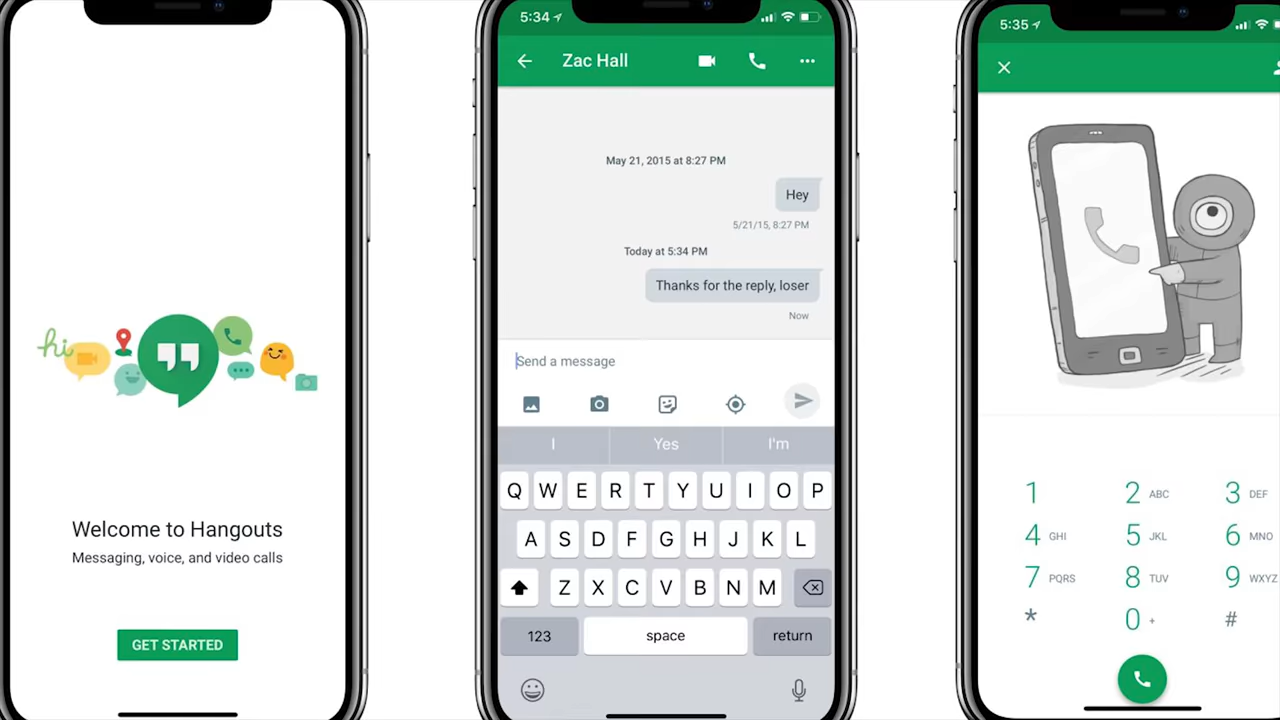 hi
Welcome to Hangouts
Messaging, voice, and video calls
GET STARTED
5:34
Zac Hall
May 21, 2015 at 8:27 PM
Hey
5/21/15, 8:27 PM
Today at 5:34 PM
Thanks for the reply, loser
Now
Send a message
I Yes I'm
Q W E R T Y U I O P
A S D F G H J K L
Z X C V B N M
123 space return
5:35
1 2 ABC 3 DEF
4 GHI 5 JKL 6 MNO
7 PQRS 8 TUV 9 WXYZ
* 0 + #